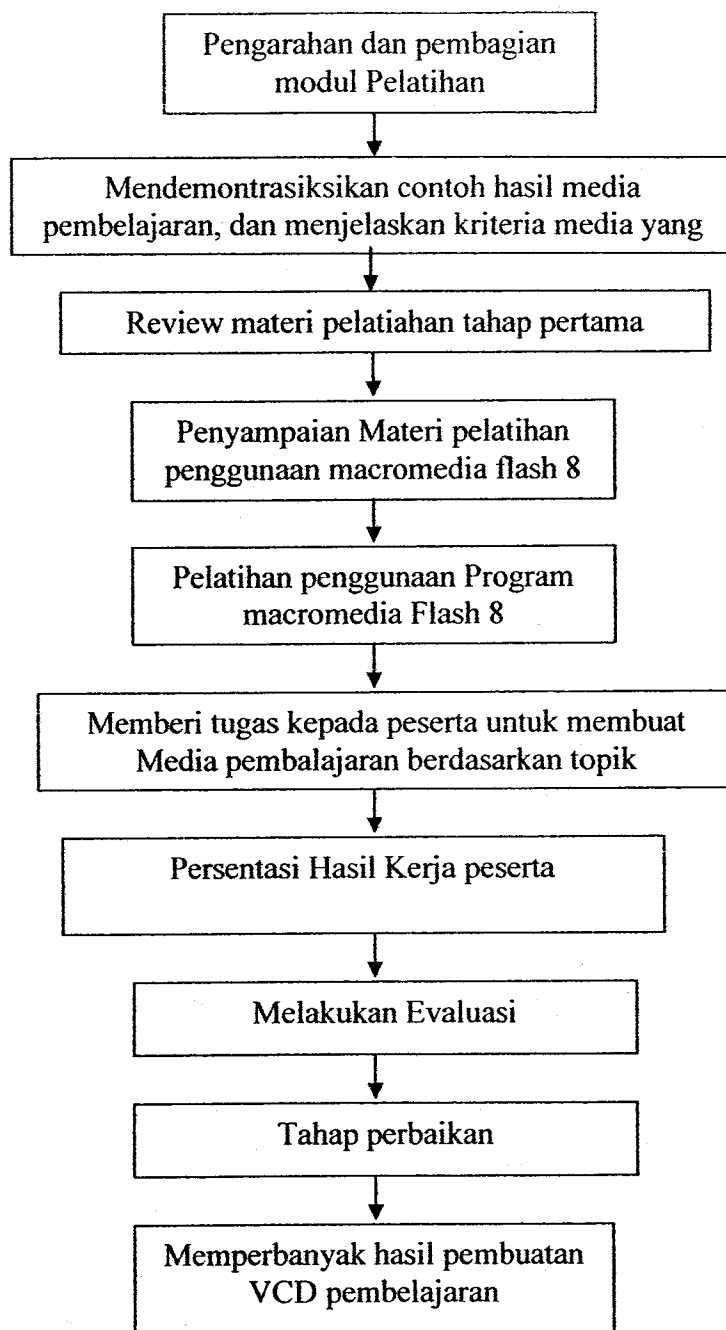 Pengarahan dan pembagian
modul Pelatihan
Mendemontrasiksikan contoh hasil media
pembelajaran, dan menjelaskan kriteria media yang
Review materi pelatiahan tahap pertama
Penyampaian Materi pelatihan
penggunaan macromedia flash 8
Pelatihan penggunaan Program
macromedia Flash 8
Memberi tugas kepada peserta untuk membuat
Media pembalajaran berdasarkan topik
Persentasi Hasil Kerja peserta
Melakukan Evaluasi
Tahap perbaikan
Memperbanyak hasil pembuatan
VCD pembelajaran